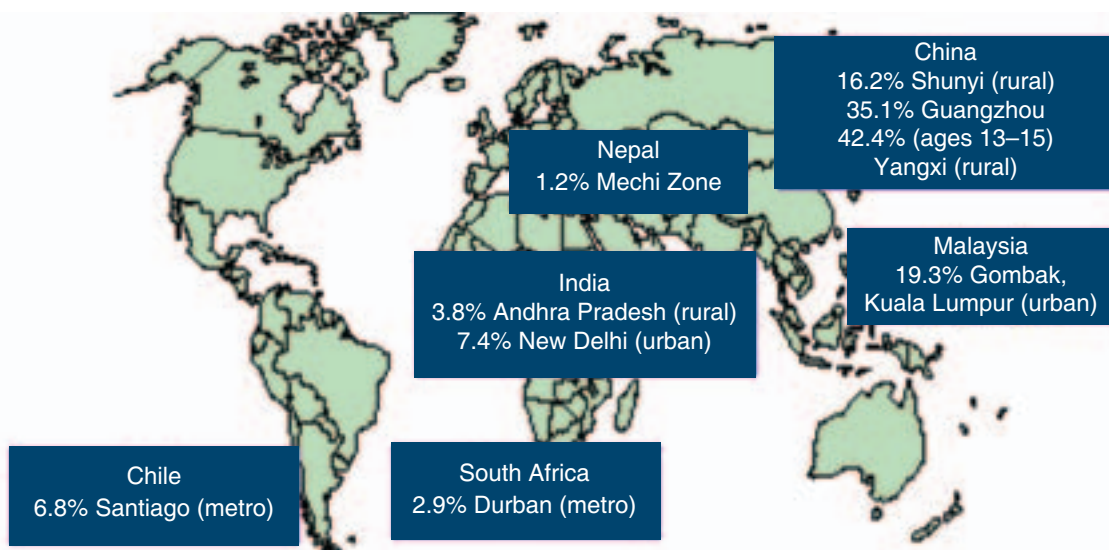 China
16.2% Shunyi (rural)
35.1% Guangzhou
42.4% (ages 13–15)
Yangxi (rural)
Nepal
1.2% Mechi Zone
Malaysia
19.3% Gombak,
Kuala Lumpur (urban)
India
3.8% Andhra Pradesh (rural)
7.4% New Delhi (urban)
Chile
6.8% Santiago (metro)
South Africa
2.9% Durban (metro)